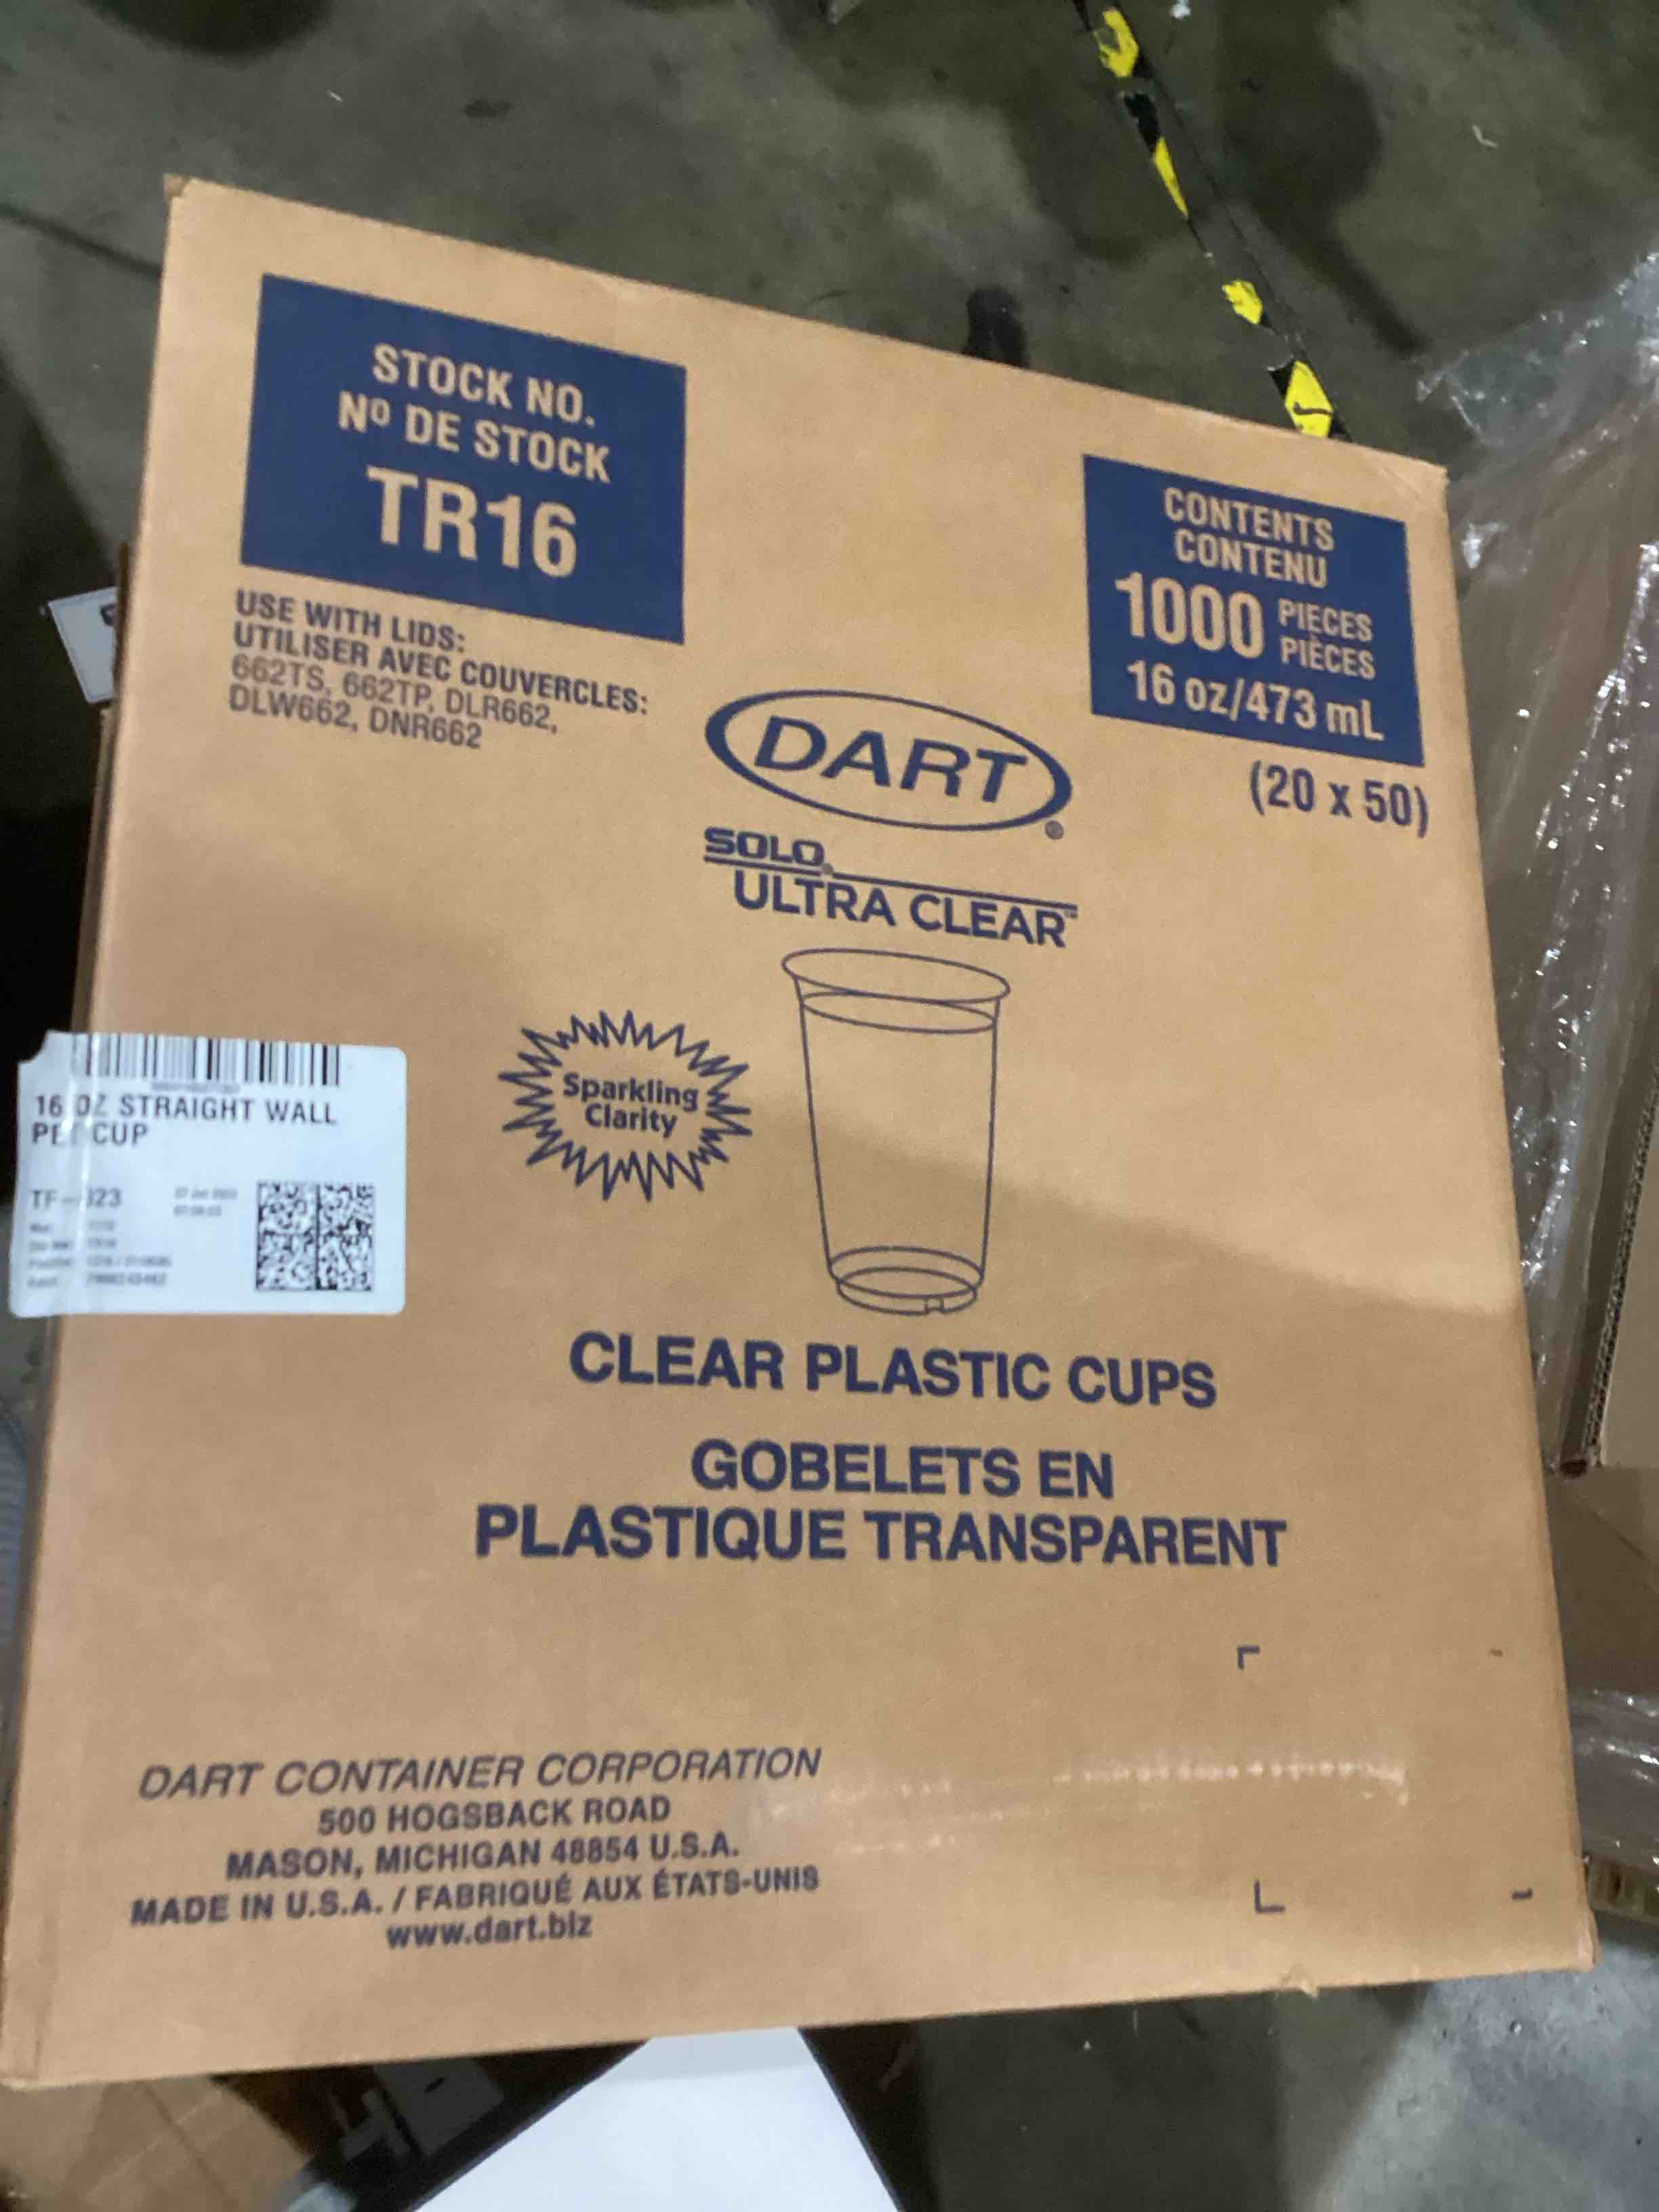 STOCK NO.
Nº DE STOCK
TR16
USE WITH LIDS:
UTILISER AVEC COUVERCLES:
662TS, 662TP, DLR662,
DLW662, DNR662
CONTENTS
CONTENU
1000 PIECES
PIÈCES
16 oz/473 mL
(20 x 50)
DART®
SOLO®
ULTRA CLEAR™
Sparkling
Clarity
16 OZ STRAIGHT WALL
PET CUP
CLEAR PLASTIC CUPS
GOBELETS EN
PLASTIQUE TRANSPARENT
DART CONTAINER CORPORATION
500 HOGSBACK ROAD
MASON, MICHIGAN 48854 U.S.A.
MADE IN U.S.A. / FABRIQUÉ AUX ÉTATS-UNIS
www.dart.biz